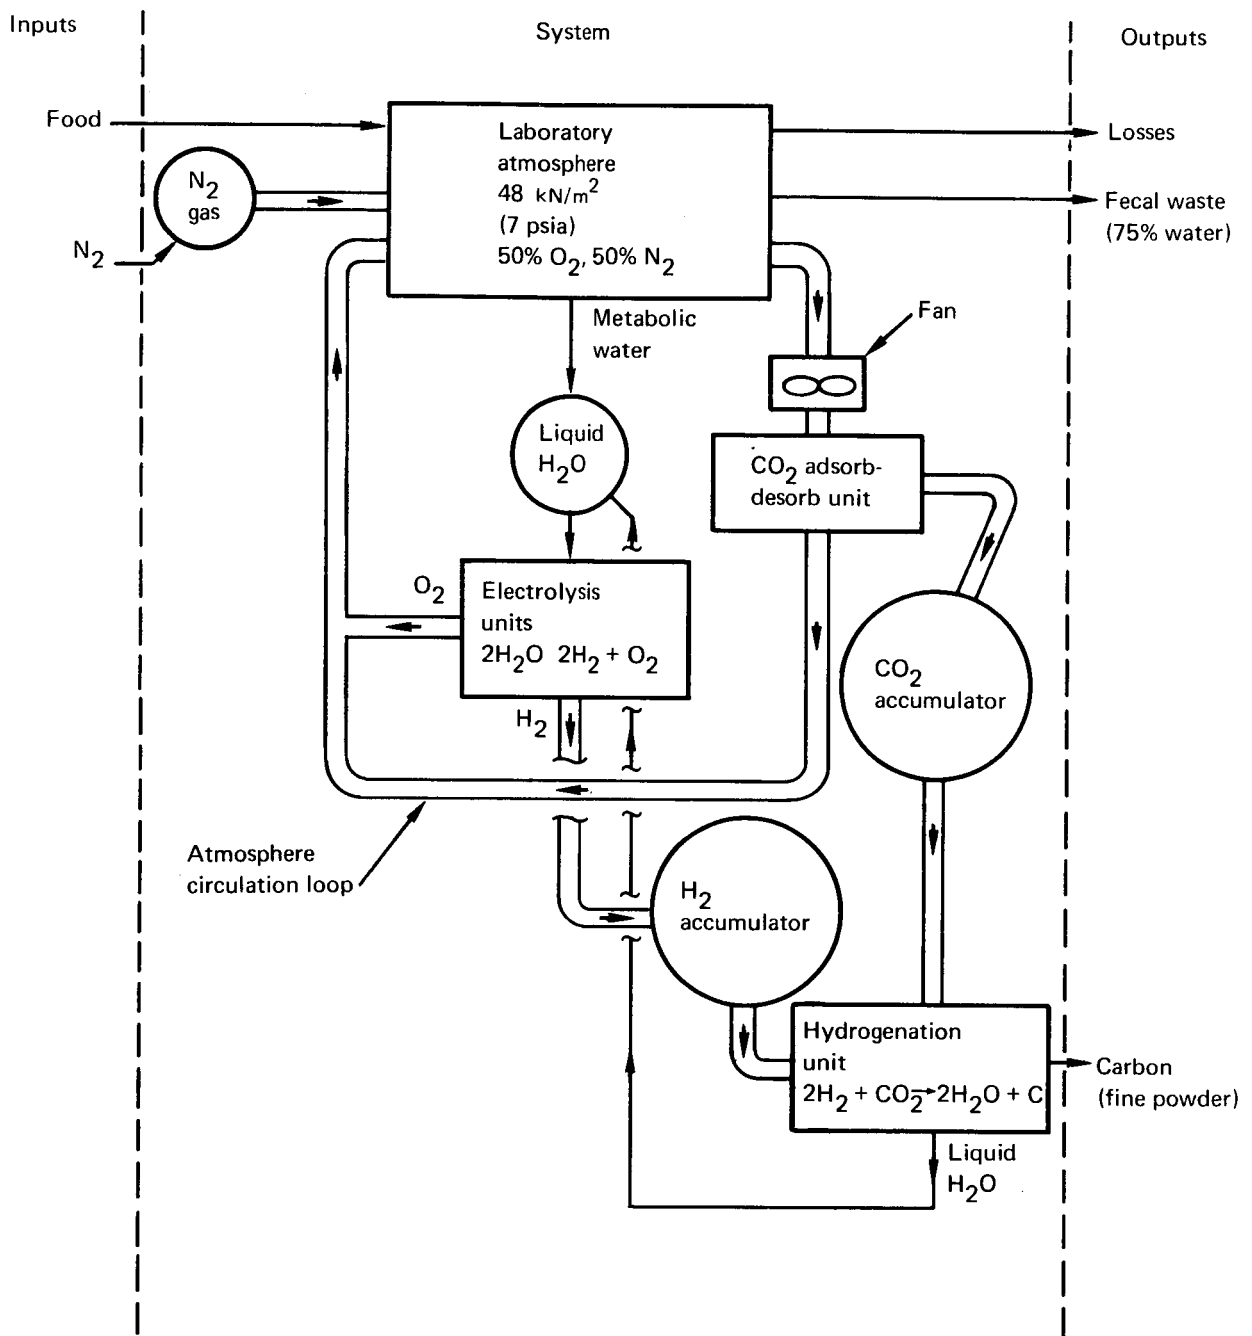 Inputs
System
Outputs
Food
N2
gas
N2
Laboratory
atmosphere
48 kN/m²
(7 psia)
50% O2, 50% N2
Losses
Fecal waste
(75% water)
Metabolic
water
Fan
Liquid
H2O
CO2 adsorb-
desorb unit
O2
Electrolysis
units
2H2O 2H2 + O2
H2
CO2
accumulator
Atmosphere
circulation loop
H2
accumulator
Hydrogenation
unit
2H2 + CO2→2H2O + C
Carbon
(fine powder)
Liquid
H2O